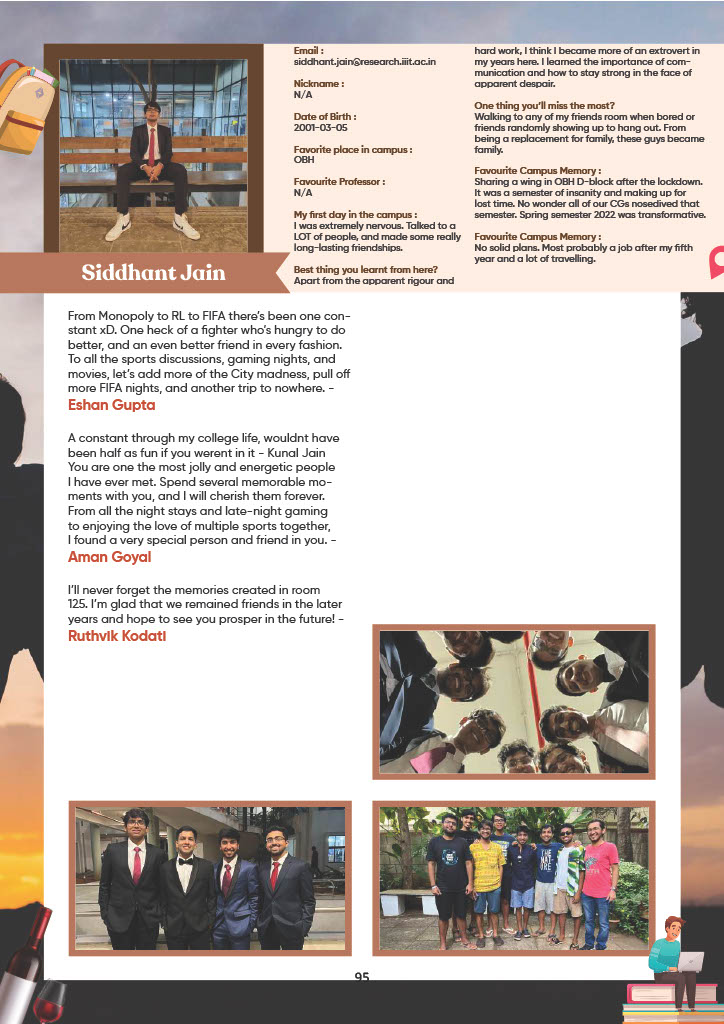 Siddhant Jain
Email :
siddhant.jain@research.iiit.ac.in
Nickname :
N/A
Date of Birth :
2001-03-05
Favorite place in campus :
OBH
Favourite Professor :
N/A
My first day in the campus :
I was extremely nervous. Talked to a
LOT of people, and made some really
long-lasting friendships.
Best thing you learnt from here?
Apart from the apparent rigour and
hard work, I think I became more of an extrovert in
my years here. I learned the importance of com-
munication and how to stay strong in the face of
apparent despair.
One thing you'll miss the most?
Walking to any of my friends room when bored or
friends randomly showing up to hang out. From
being a replacement for family, these guys became
family.
Favourite Campus Memory :
Sharing a wing in OBH D-block after the lockdown.
It was a semester of insanity and making up for
lost time. No wonder all of our CGs nosedived that
semester. Spring semester 2022 was transformative.
Favourite Campus Memory :
No solid plans. Most probably a job after my fifth
year and a lot of travelling.
From Monopoly to RL to FIFA there's been one con-
stant xD. One heck of a fighter who's hungry to do
better, and an even better friend in every fashion.
To all the sports discussions, gaming nights, and
movies, let's add more of the City madness, pull off
more FIFA nights, and another trip to nowhere. -
Eshan Gupta
A constant through my college life, wouldnt have
been half as fun if you werent in it - Kunal Jain
You are one the most jolly and energetic people
I have ever met. Spend several memorable mo-
ments with you, and I will cherish them forever.
From all the night stays and late-night gaming
to enjoying the love of multiple sports together,
I found a very special person and friend in you. -
Aman Goyal
I'll never forget the memories created in room
125. I'm glad that we remained friends in the later
years and hope to see you prosper in the future! -
Ruthvik Kodati
THE
NATURE
95